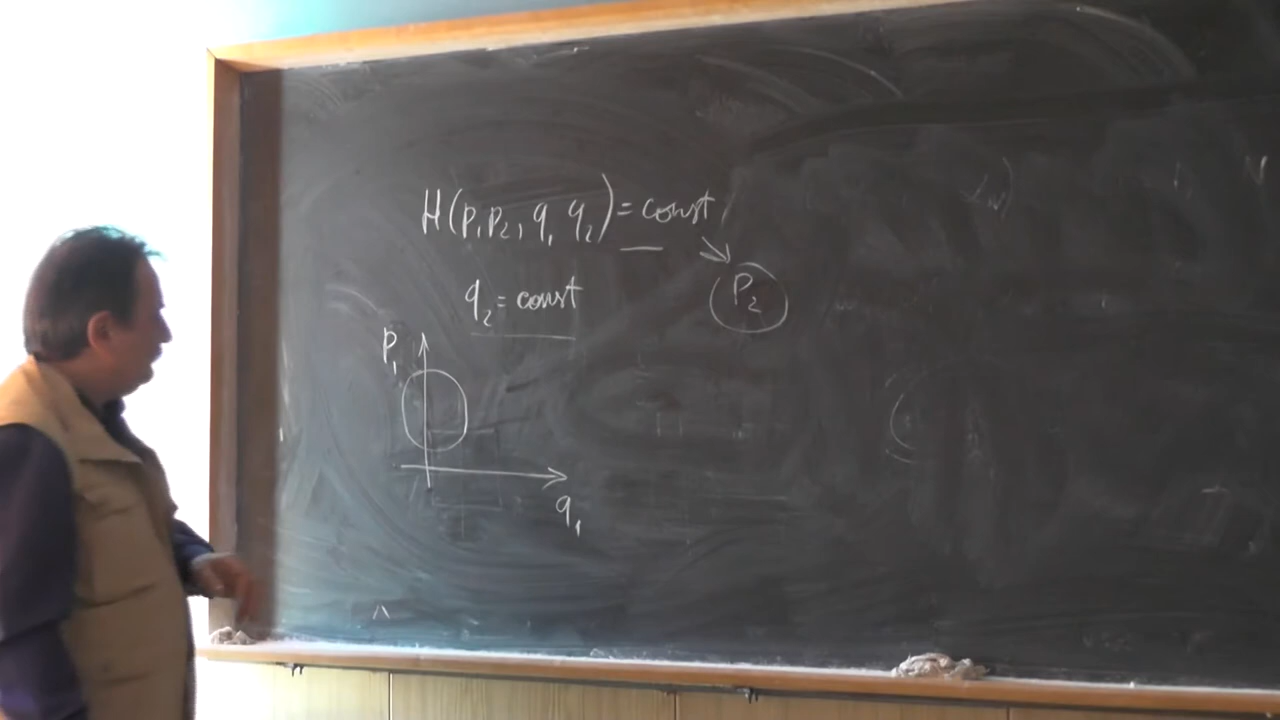 H(p₁p₂, q₁ q₂) = const
P₂
q₂ = const
P₁
q₁